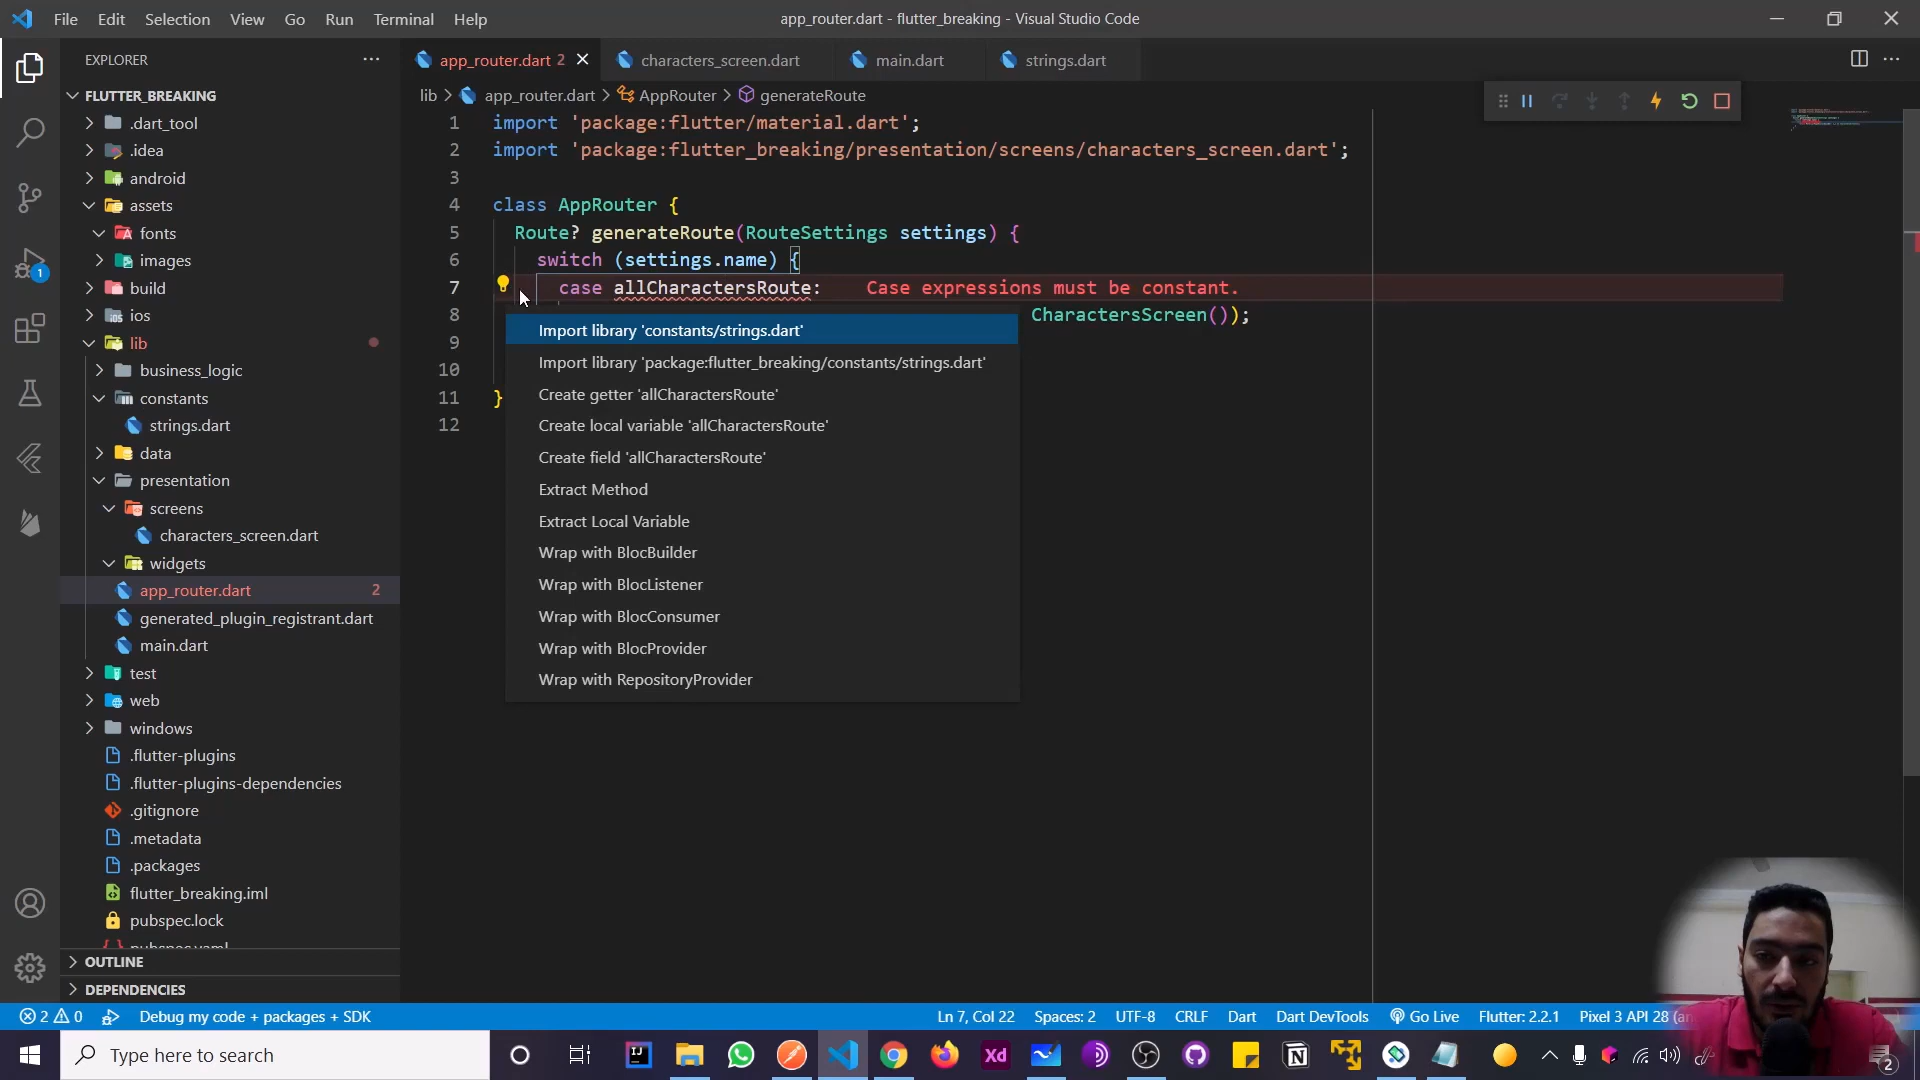 File Edit Selection View Go Run Terminal Help
app_router.dart - flutter_breaking - Visual Studio Code
EXPLORER
app_router.dart 2
characters_screen.dart
main.dart
strings.dart
lib > app_router.dart > AppRouter > generateRoute
FLUTTER_BREAKING
.dart_tool
.idea
android
assets
fonts
images
build
ios
lib
business_logic
constants
strings.dart
data
presentation
screens
characters_screen.dart
widgets
app_router.dart 2
generated_plugin_registrant.dart
main.dart
test
web
windows
.flutter-plugins
.flutter-plugins-dependencies
.gitignore
.metadata
.packages
flutter_breaking.iml
pubspec.lock
pubspec.yaml
OUTLINE
DEPENDENCIES
1
1 import 'package:flutter/material.dart';
2 import 'package:flutter_breaking/presentation/screens/characters_screen.dart';
3
4 class AppRouter {
5 Route? generateRoute(RouteSettings settings) {
6 switch (settings.name) {
7 case allCharactersRoute: Case expressions must be constant.
8 CharactersScreen());
9
10
11 }
12
Import library 'constants/strings.dart'
Import library 'package:flutter_breaking/constants/strings.dart'
Create getter 'allCharactersRoute'
Create local variable 'allCharactersRoute'
Create field 'allCharactersRoute'
Extract Method
Extract Local Variable
Wrap with BlocBuilder
Wrap with BlocListener
Wrap with BlocConsumer
Wrap with BlocProvider
Wrap with RepositoryProvider
2 0 Debug my code + packages + SDK
Ln 7, Col 22 Spaces: 2 UTF-8 CRLF Dart Dart DevTools Go Live Flutter: 2.2.1 Pixel 3 API 28
Type here to search
Xd
2